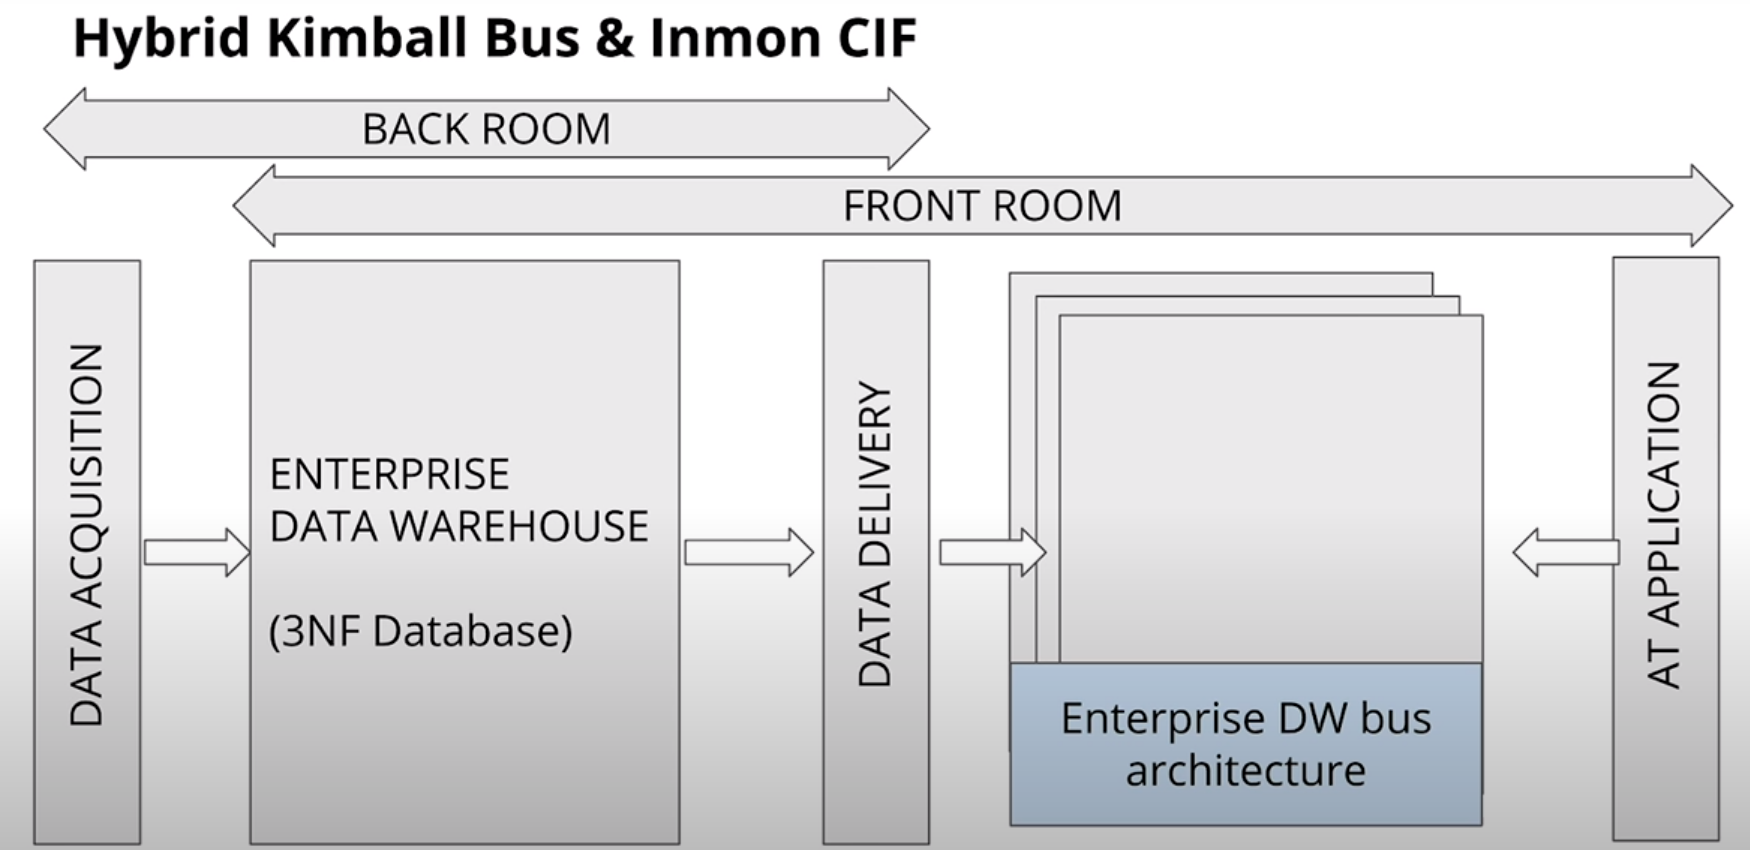 Hybrid Kimball Bus & Inmon CIF
BACK ROOM
FRONT ROOM
DATA ACQUISITION
ENTERPRISE
DATA WAREHOUSE
(3NF Database)
DATA DELIVERY
Enterprise DW bus
architecture
AT APPLICATION